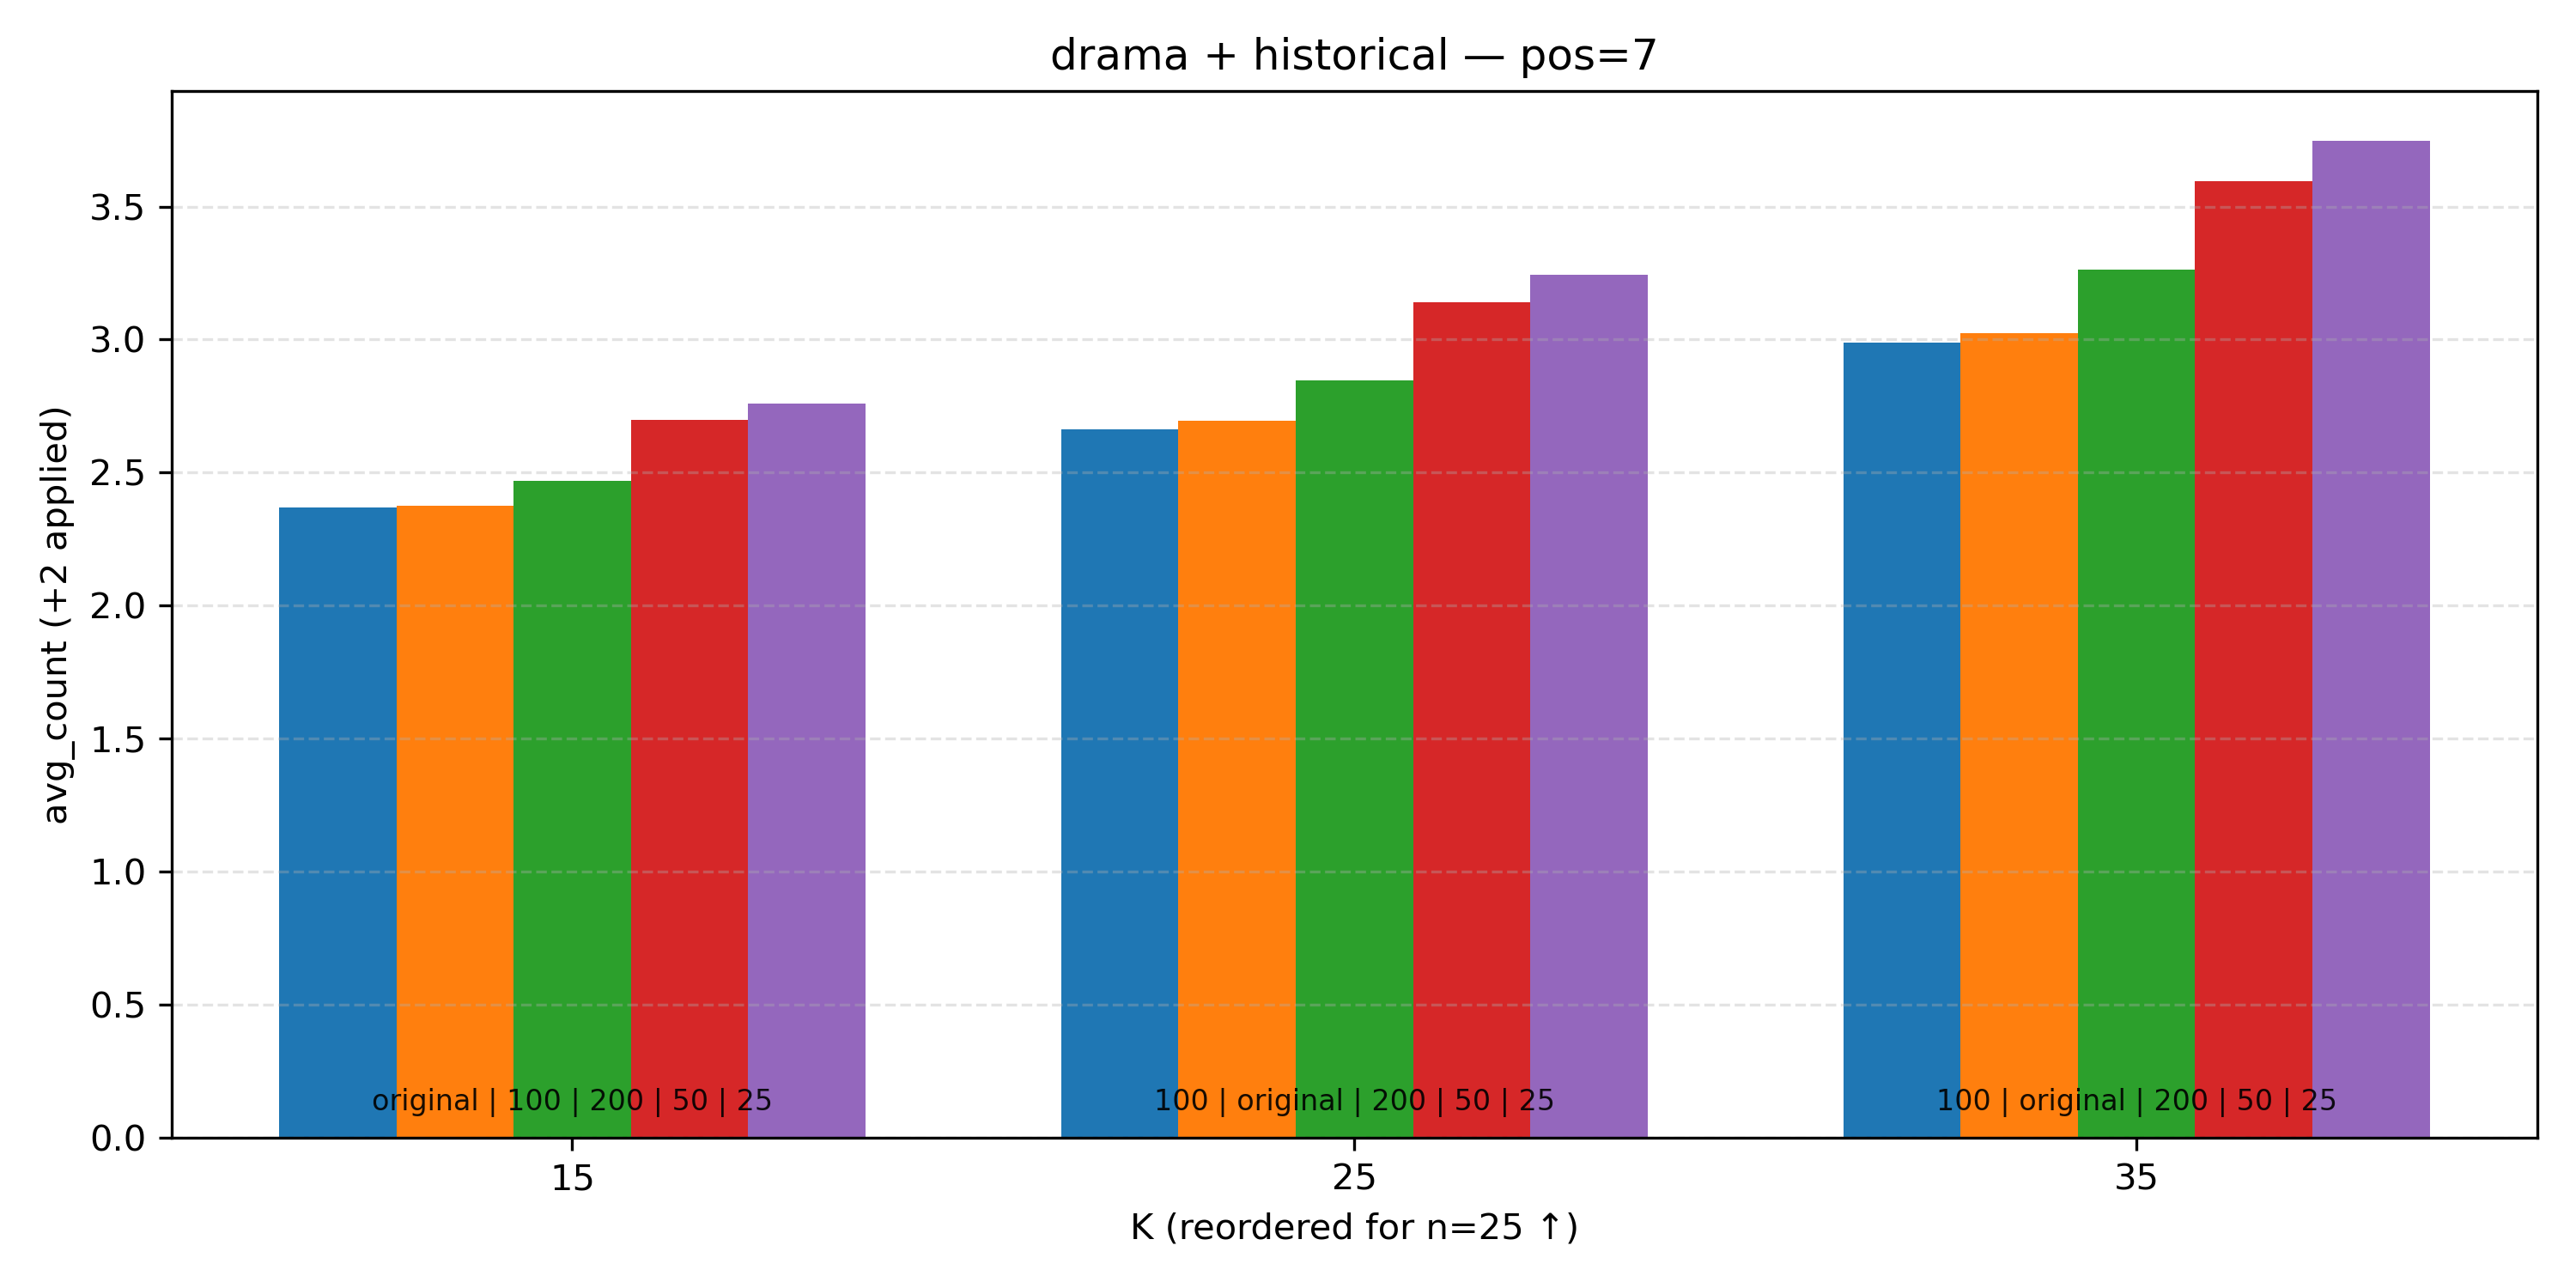 drama + historical — pos=7
avg_count (+2 applied)
3.5
3.0
2.5
2.0
1.5
1.0
0.5
0.0
original | 100 | 200 | 50 | 25
100 | original | 200 | 50 | 25
100 | original | 200 | 50 | 25
15
25
35
K (reordered for n=25 ↑)